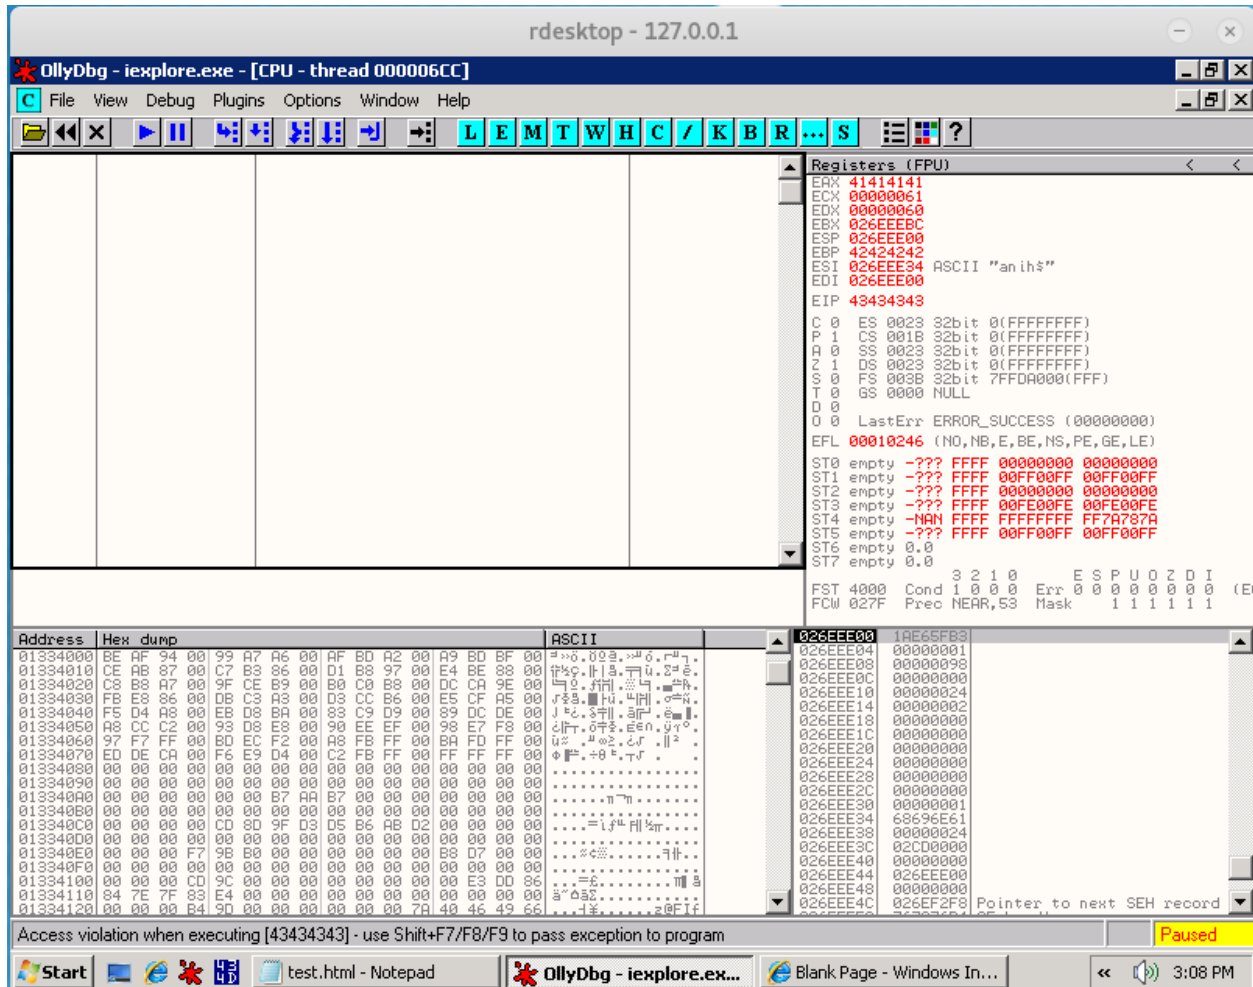 rdesktop - 127.0.0.1
OllyDbg - iexplore.exe - [CPU - thread 000006CC]
C File View Debug Plugins Options Window Help
L E M T W H C / K B R ... S ?
Registers (FPU) < <
EAX 41414141
ECX 00000061
EDX 00000060
EBX 026EEEBC
ESP 026EEE00
EBP 42424242
ESI 026EEE34 ASCII "anih$"
EDI 026EEE00
EIP 43434343
C 0 ES 0023 32bit 0(FFFFFFFF)
P 1 CS 001B 32bit 0(FFFFFFFF)
A 0 SS 0023 32bit 0(FFFFFFFF)
Z 1 DS 0023 32bit 0(FFFFFFFF)
S 0 FS 003B 32bit 7FFDA000(FFF)
T 0 GS 0000 NULL
D 0
O 0 LastErr ERROR_SUCCESS (00000000)
EFL 00010246 (NO,NB,E,BE,NS,PE,GE,LE)
ST0 empty -??? FFFF 00000000 00000000
ST1 empty -??? FFFF 00FF00FF 00FF00FF
ST2 empty -??? FFFF 00000000 00000000
ST3 empty -??? FFFF 00FE00FE 00FE00FE
ST4 empty -NAN FFFF FFFFFFFF FF7A787A
ST5 empty -??? FFFF 00FF00FF 00FF00FF
ST6 empty 0.0
ST7 empty 0.0
3 2 1 0 E S P U O Z D I
FST 4000 Cond 1 0 0 0 Err 0 0 0 0 0 0 0 0
FCW 027F Prec NEAR,53 Mask 1 1 1 1 1 1
Address Hex dump ASCII
01334000 BE AF 94 00 99 A7 A6 00 AF BD A2 00 A9 BD BF 00
01334010 CE AB 87 00 C7 B3 86 00 D1 B8 97 00 E4 BE 88 00
01334020 C8 B8 A7 00 9F CE B9 00 B0 C0 B8 00 DC CA 9E 00
01334030 FB E8 86 00 DB C3 A3 00 D3 CC B6 00 E5 CF A5 00
01334040 F5 D4 A8 00 EB D8 BA 00 83 C9 D9 00 89 DC DE 00
01334050 A8 CC C2 00 93 D8 E8 00 90 EE EF 00 98 E7 F8 00
01334060 97 F7 FF 00 BD EC F2 00 A8 FB FF 00 BA FD FF 00
01334070 ED DE CA 00 F6 E9 D4 00 C2 FB FF 00 FF FF FF 00
01334080 00 00 00 00 00 00 00 00 00 00 00 00 00 00 00 00 ................
01334090 00 00 00 00 00 00 00 00 00 00 00 00 00 00 00 00 ................
013340A0 00 00 00 00 00 00 B7 AA B7 00 00 00 00 00 00 00
013340B0 00 00 00 00 00 00 00 00 00 00 00 00 00 00 00 00 ................
013340C0 00 00 00 00 CD 8D 9F D3 D5 B6 AB D2 00 00 00 00
013340D0 00 00 00 00 00 00 00 00 00 00 00 00 00 00 00 00 ................
013340E0 00 00 00 F7 9B B0 00 00 00 00 00 00 B8 D7 00 00
013340F0 00 00 00 00 00 00 00 00 00 00 00 00 00 00 00 00 ................
01334100 00 00 00 CD 9C 00 00 00 00 00 00 00 00 E3 DD 86
01334110 84 7E 7F 83 E4 00 00 00 00 00 00 00 00 00 00 00
01334120 00 00 00 B4 9D 00 00 00 00 00 00 7A 40 46 49 66
026EEE00 1AE65FB3
026EEE04 00000001
026EEE08 00000098
026EEE0C 00000000
026EEE10 00000024
026EEE14 00000002
026EEE18 00000000
026EEE1C 00000000
026EEE20 00000000
026EEE24 00000000
026EEE28 00000000
026EEE2C 00000000
026EEE30 00000001
026EEE34 68696E61
026EEE38 00000024
026EEE3C 02CD0000
026EEE40 00000000
026EEE44 026EEE00
026EEE48 00000000
026EEE4C 026EF2F8 Pointer to next SEH record
Access violation when executing [43434343] - use Shift+F7/F8/F9 to pass exception to program Paused
Start test.html - Notepad OllyDbg - iexplore.ex... Blank Page - Windows In... « 3:08 PM